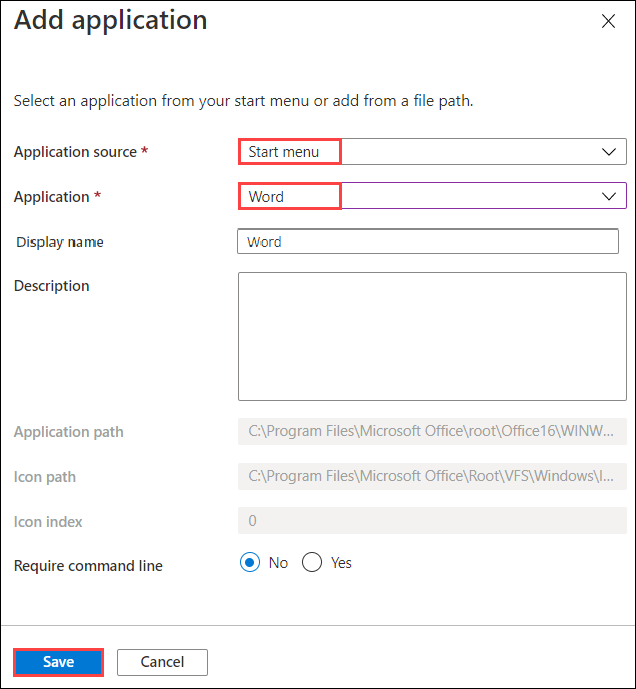 Add application
Select an application from your start menu or add from a file path.
Application source * Start menu
Application * Word
Display name Word
Description
Application path C:\Program Files\Microsoft Office\root\Office16\WINW...
Icon path C:\Program Files\Microsoft Office\Root\VFS\Windows\I...
Icon index 0
Require command line No Yes
Save Cancel